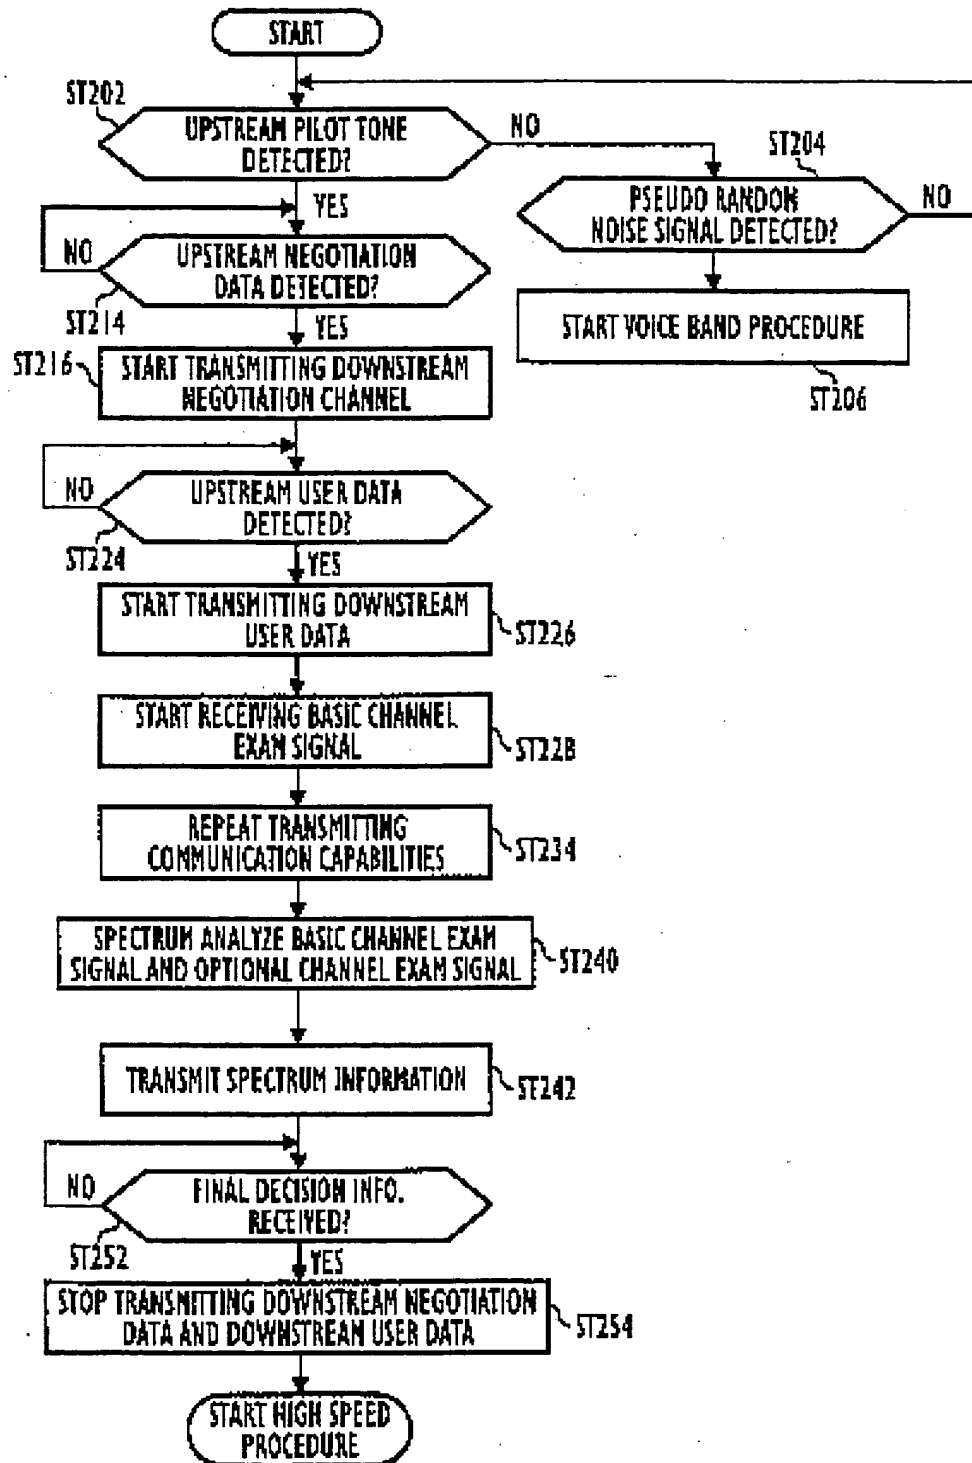 START
ST202
UPSTREAM PILOT TONE
DETECTED?
NO
ST204
PSEUDO RANDOM
NOISE SIGNAL DETECTED?
NO
YES
NO
UPSTREAM NEGOTIATION
DATA DETECTED?
ST214
YES
START VOICE BAND PROCEDURE
ST206
ST216
START TRANSMITTING DOWNSTREAM
NEGOTIATION CHANNEL
NO
UPSTREAM USER DATA
DETECTED?
ST224
YES
START TRANSMITTING DOWNSTREAM
USER DATA
ST226
START RECEIVING BASIC CHANNEL
EXAM SIGNAL
ST228
REPEAT TRANSMITTING
COMMUNICATION CAPABILITIES
ST234
SPECTRUM ANALYZE BASIC CHANNEL EXAM
SIGNAL AND OPTIONAL CHANNEL EXAM SIGNAL
ST240
TRANSMIT SPECTRUM INFORMATION
ST242
NO
FINAL DECISION INFO.
RECEIVED?
ST252
YES
STOP TRANSMITTING DOWNSTREAM NEGOTIATION
DATA AND DOWNSTREAM USER DATA
ST254
START HIGH SPEED
PROCEDURE